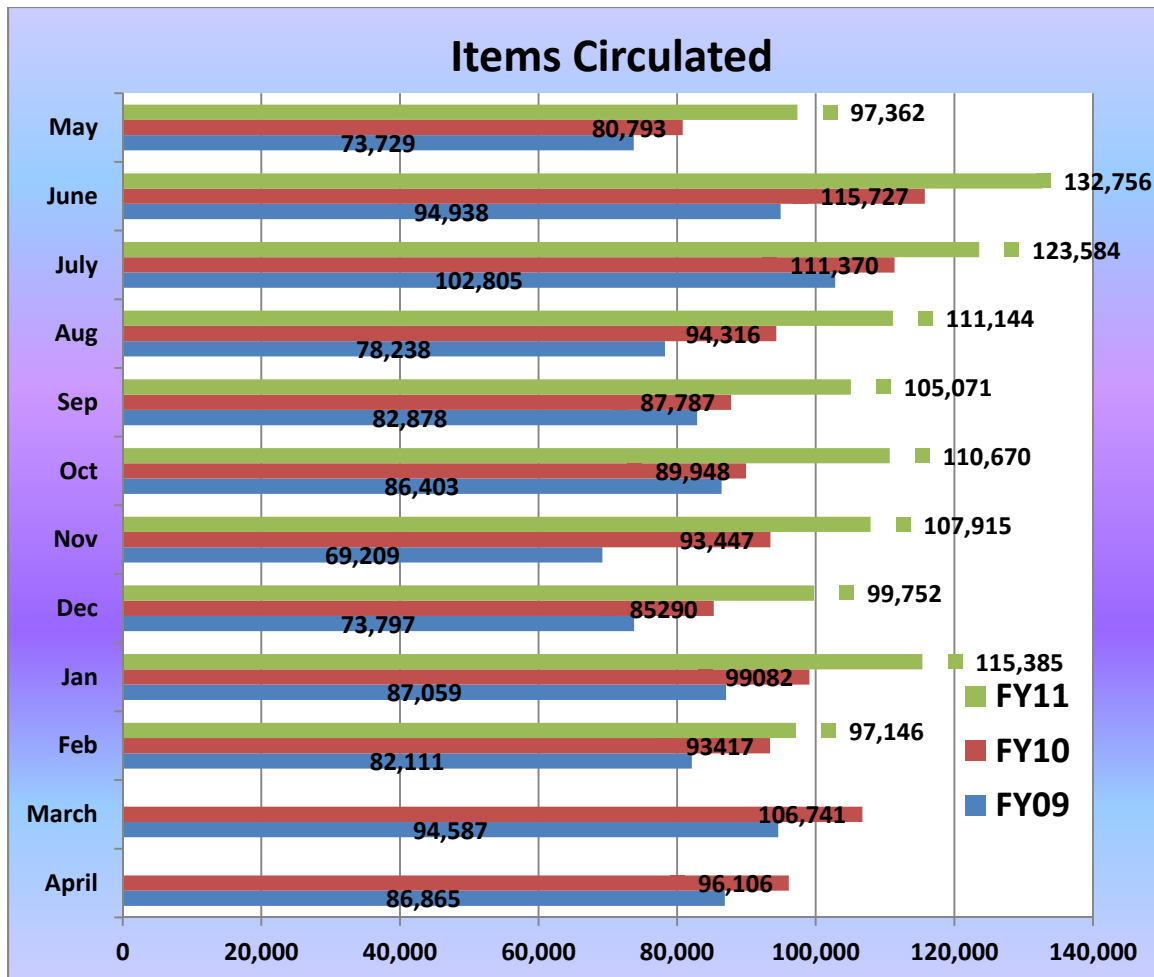 Items Circulated
May
97,362
80,793
73,729
June
132,756
115,727
94,938
July
123,584
111,370
102,805
Aug
111,144
94,316
78,238
Sep
105,071
87,787
82,878
Oct
110,670
89,948
86,403
Nov
107,915
93,447
69,209
Dec
99,752
85290
73,797
Jan
115,385
99082
87,059
Feb
97,146
93417
82,111
March
106,741
94,587
April
96,106
86,865
FY11
FY10
FY09
0 20,000 40,000 60,000 80,000 100,000 120,000 140,000